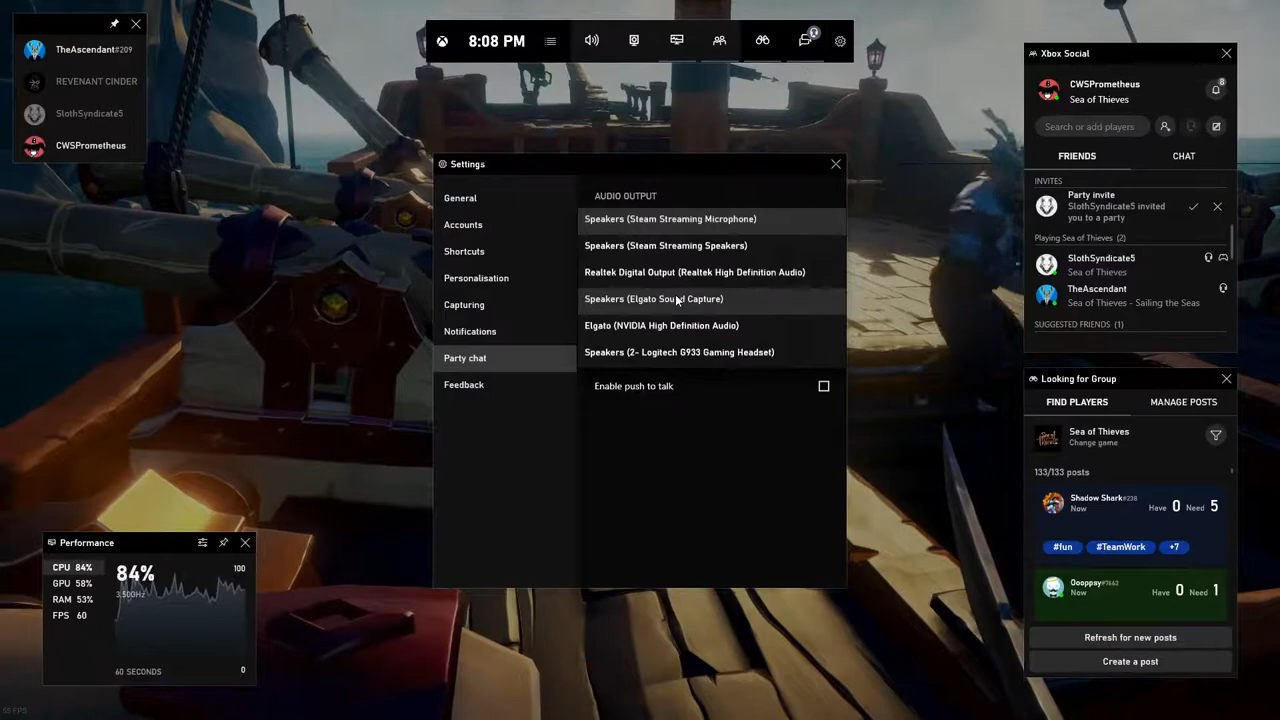 TheAscendant#209
REVENANT CINDER
SlothSyndicate5
CWSPrometheus
8:08 PM
Settings
General
Accounts
Shortcuts
Personalisation
Capturing
Notifications
Party chat
Feedback
AUDIO OUTPUT
Speakers (Steam Streaming Microphone)
Speakers (Steam Streaming Speakers)
Realtek Digital Output (Realtek High Definition Audio)
Speakers (Elgato Sound Capture)
Elgato (NVIDIA High Definition Audio)
Speakers (2- Logitech G933 Gaming Headset)
Enable push to talk
Xbox Social
CWSPrometheus
8
Sea of Thieves
Search or add players
FRIENDS CHAT
INVITES
Party invite
SlothSyndicate5 invited
you to a party
Playing Sea of Thieves (2)
SlothSyndicate5
Sea of Thieves
TheAscendant
Sea of Thieves - Sailing the Seas
SUGGESTED FRIENDS (1)
Looking for Group
FIND PLAYERS MANAGE POSTS
Sea of Thieves
Change game
133/133 posts
Shadow Shark#238
Now
Have 0 Need 5
#fun #TeamWork +7
Oooppsy#7643
Now
Have 0 Need 1
Refresh for new posts
Create a post
Performance
CPU 84%
GPU 58%
RAM 53%
FPS 60
84% 100
3,500Hz
60 SECONDS 0